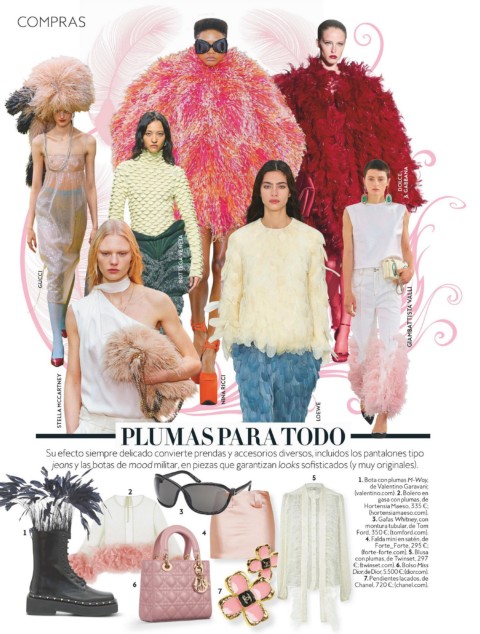 COMPRAS
GUCCI
BOTTEGA VENETA
DOLCE
& GABBANA
GIAMBATTISTA VALLI
STELLA MCCARTNEY
NINA RICCI
LOEWE
PLUMAS PARA TODO
Su efecto siempre delicado convierte prendas y accesorios diversos, incluidos los pantalones tipo
jeans y las botas de mood militar, en piezas que garantizan looks sofisticados (y muy originales).
1
2
3
4
5
6
7
1. Bota con plumas M-Way,
de Valentino Garavani,
(valentino.com). 2. Bolero en
gasa con plumas, de
Hortensia Maeso, 335 €;
(hortensiamaeso.com).
3. Gafas Whitney, con
montura tubular, de Tom
Ford, 350 €; (tomford.com).
4. Falda mini en satén, de
Forte_Forte, 295 €;
(forte-forte.com). 5. Blusa
con plumas, de Twinset, 297
€; (twinset.com). 6. Bolso Miss
Dior, de Dior, 5.500 €; (dior.com).
7. Pendientes lacados, de
Chanel, 720 €; (chanel.com).